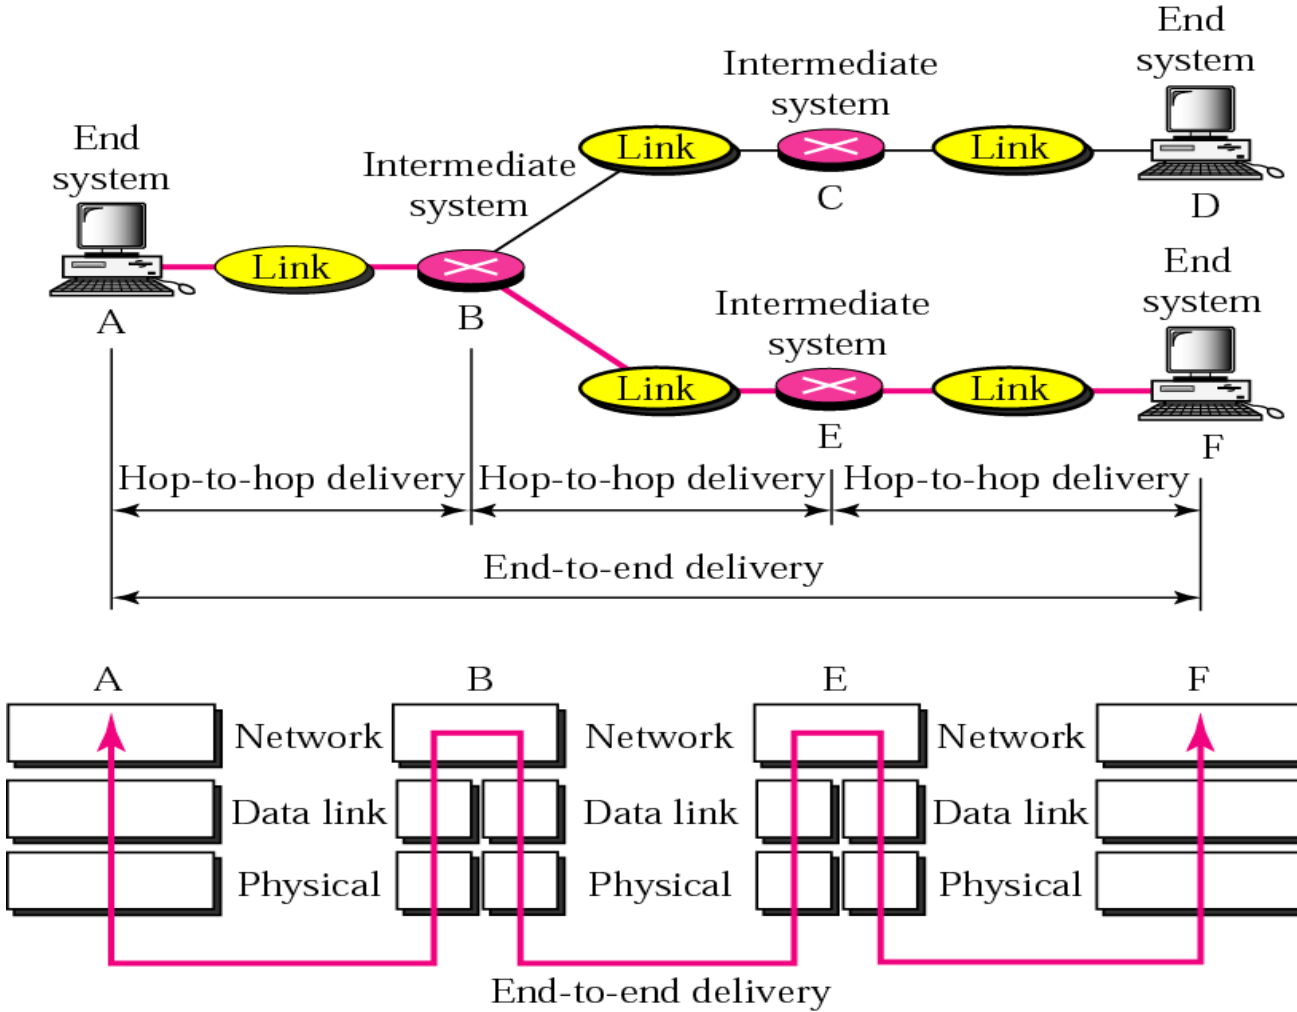 End
system
Intermediate
system
Link
C
Link
D
End
system
Intermediate
system
Link
A
B
End
system
Intermediate
system
Link
E
Link
F
Hop-to-hop delivery
Hop-to-hop delivery
Hop-to-hop delivery
End-to-end delivery
A
B
E
F
Network
Network
Network
Data link
Data link
Data link
Physical
Physical
Physical
End-to-end delivery